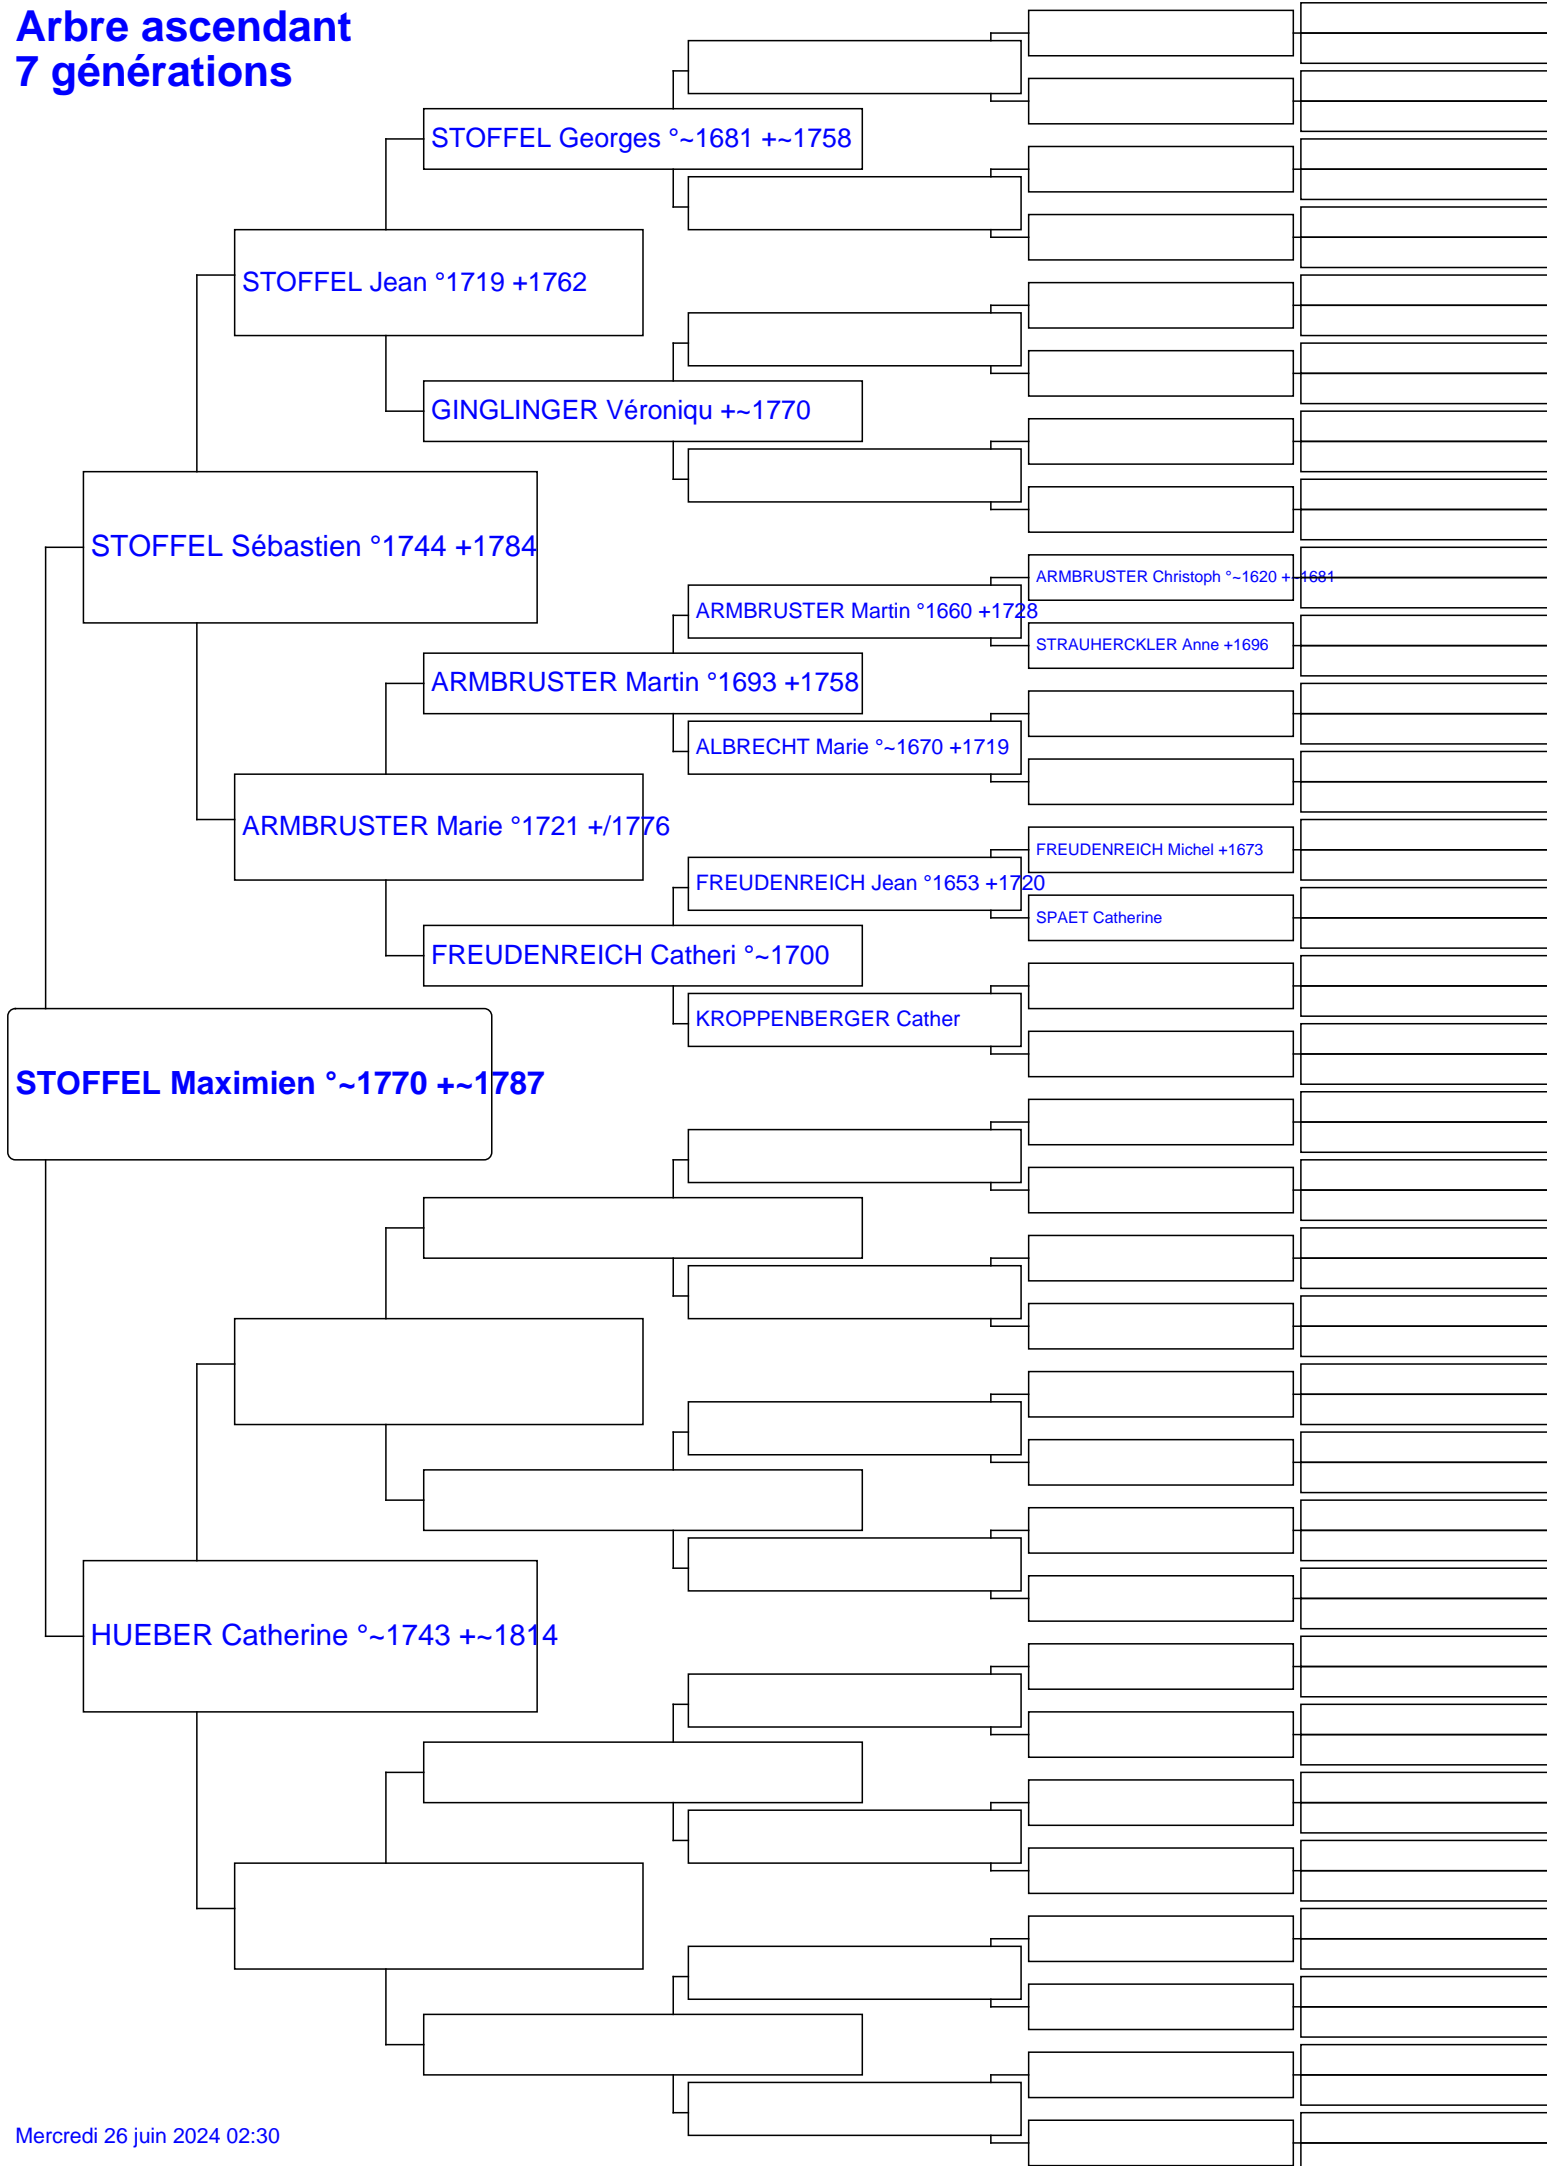 Arbre ascendant
7 générations
STOFFEL Georges °~1681 +~1758
STOFFEL Jean °1719 +1762
GINGLINGER Véroniqu +~1770
STOFFEL Sébastien °1744 +1784
ARMBRUSTER Christoph °~1620 +~1681
ARMBRUSTER Martin °1660 +1728
STRAUHERCKLER Anne +1696
ARMBRUSTER Martin °1693 +1758
ALBRECHT Marie °~1670 +1719
ARMBRUSTER Marie °1721 +/1776
FREUDENREICH Michel +1673
FREUDENREICH Jean °1653 +1720
SPAET Catherine
FREUDENREICH Catheri °~1700
KROPPENBERGER Cather
STOFFEL Maximien °~1770 +~1787
HUEBER Catherine °~1743 +~1814
Mercredi 26 juin 2024 02:30